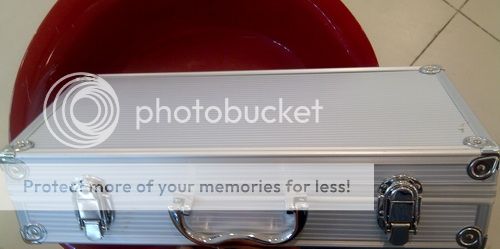 photobucket
Protect more of your memories for less!